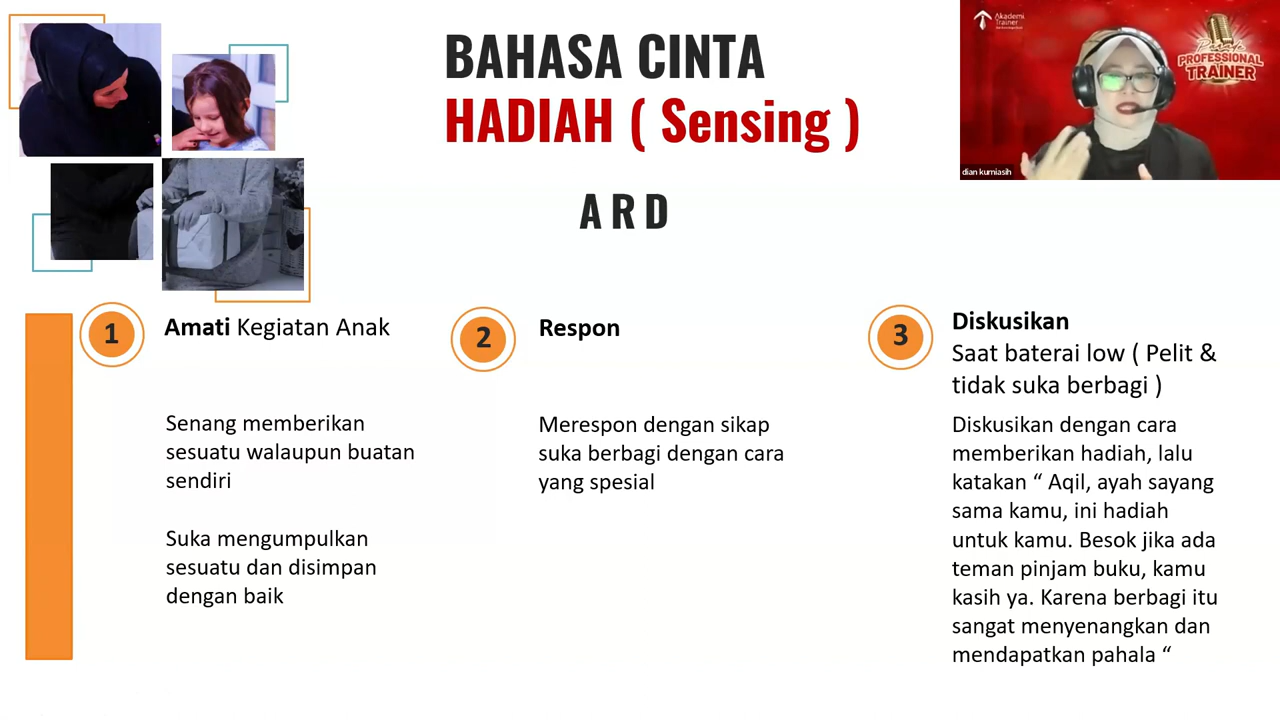 BAHASA CINTA
HADIAH ( Sensing )
A R D
Akademi
Trainer
PROFESSIONAL
TRAINER
dian kurniasih
1
Amati Kegiatan Anak
Senang memberikan
sesuatu walaupun buatan
sendiri
Suka mengumpulkan
sesuatu dan disimpan
dengan baik
2
Respon
Merespon dengan sikap
suka berbagi dengan cara
yang spesial
3
Diskusikan
Saat baterai low ( Pelit &
tidak suka berbagi )
Diskusikan dengan cara
memberikan hadiah, lalu
katakan “ Aqil, ayah sayang
sama kamu, ini hadiah
untuk kamu. Besok jika ada
teman pinjam buku, kamu
kasih ya. Karena berbagi itu
sangat menyenangkan dan
mendapatkan pahala “